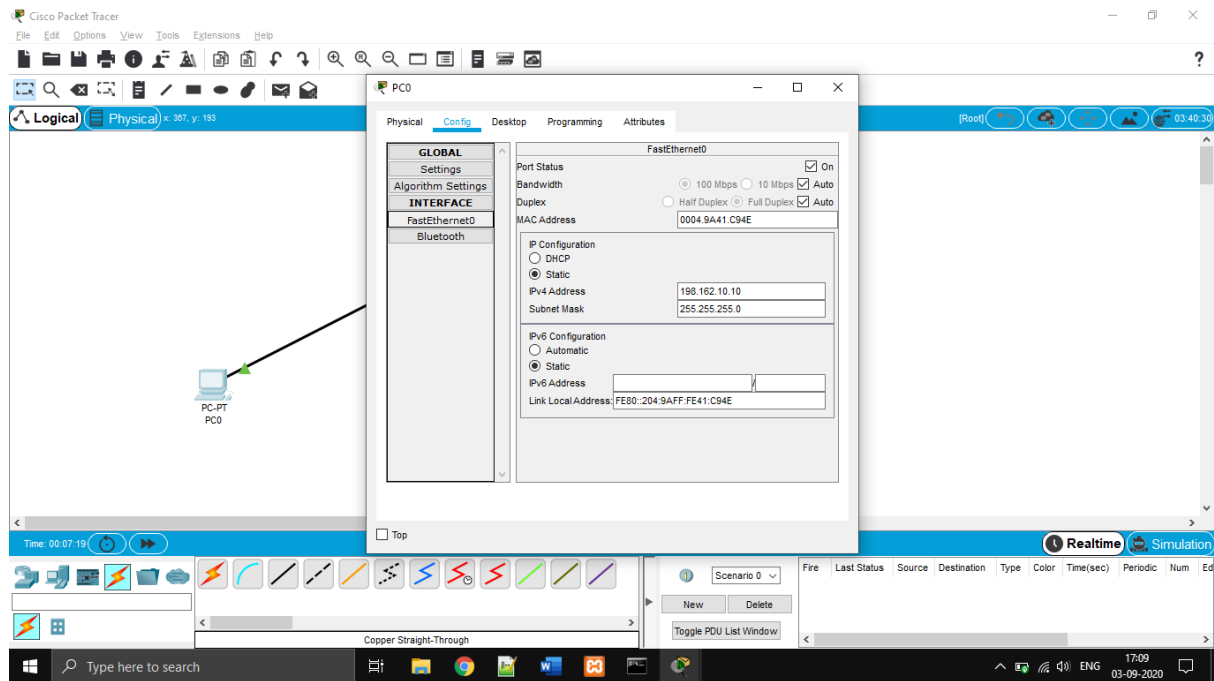 Cisco Packet Tracer
File Edit Options View Tools Extensions Help
?
Logical Physical x: 367, y: 193 [Root] 03:40:30
PC0
Physical Config Desktop Programming Attributes
GLOBAL
Settings
Algorithm Settings
INTERFACE
FastEthernet0
Bluetooth
FastEthernet0
Port Status On
Bandwidth 100 Mbps 10 Mbps Auto
Duplex Half Duplex Full Duplex Auto
MAC Address 0004.9A41.C94E
IP Configuration
DHCP
Static
IPv4 Address 198.162.10.10
Subnet Mask 255.255.255.0
IPv6 Configuration
Automatic
Static
IPv6 Address /
Link Local Address: FE80::204:9AFF:FE41:C94E
Top
PC-PT
PC0
Time: 00:07:19 Realtime Simulation
Scenario 0
New Delete
Toggle PDU List Window
Fire Last Status Source Destination Type Color Time(sec) Periodic Num Ed
Copper Straight-Through
Type here to search
ENG
17:09
03-09-2020